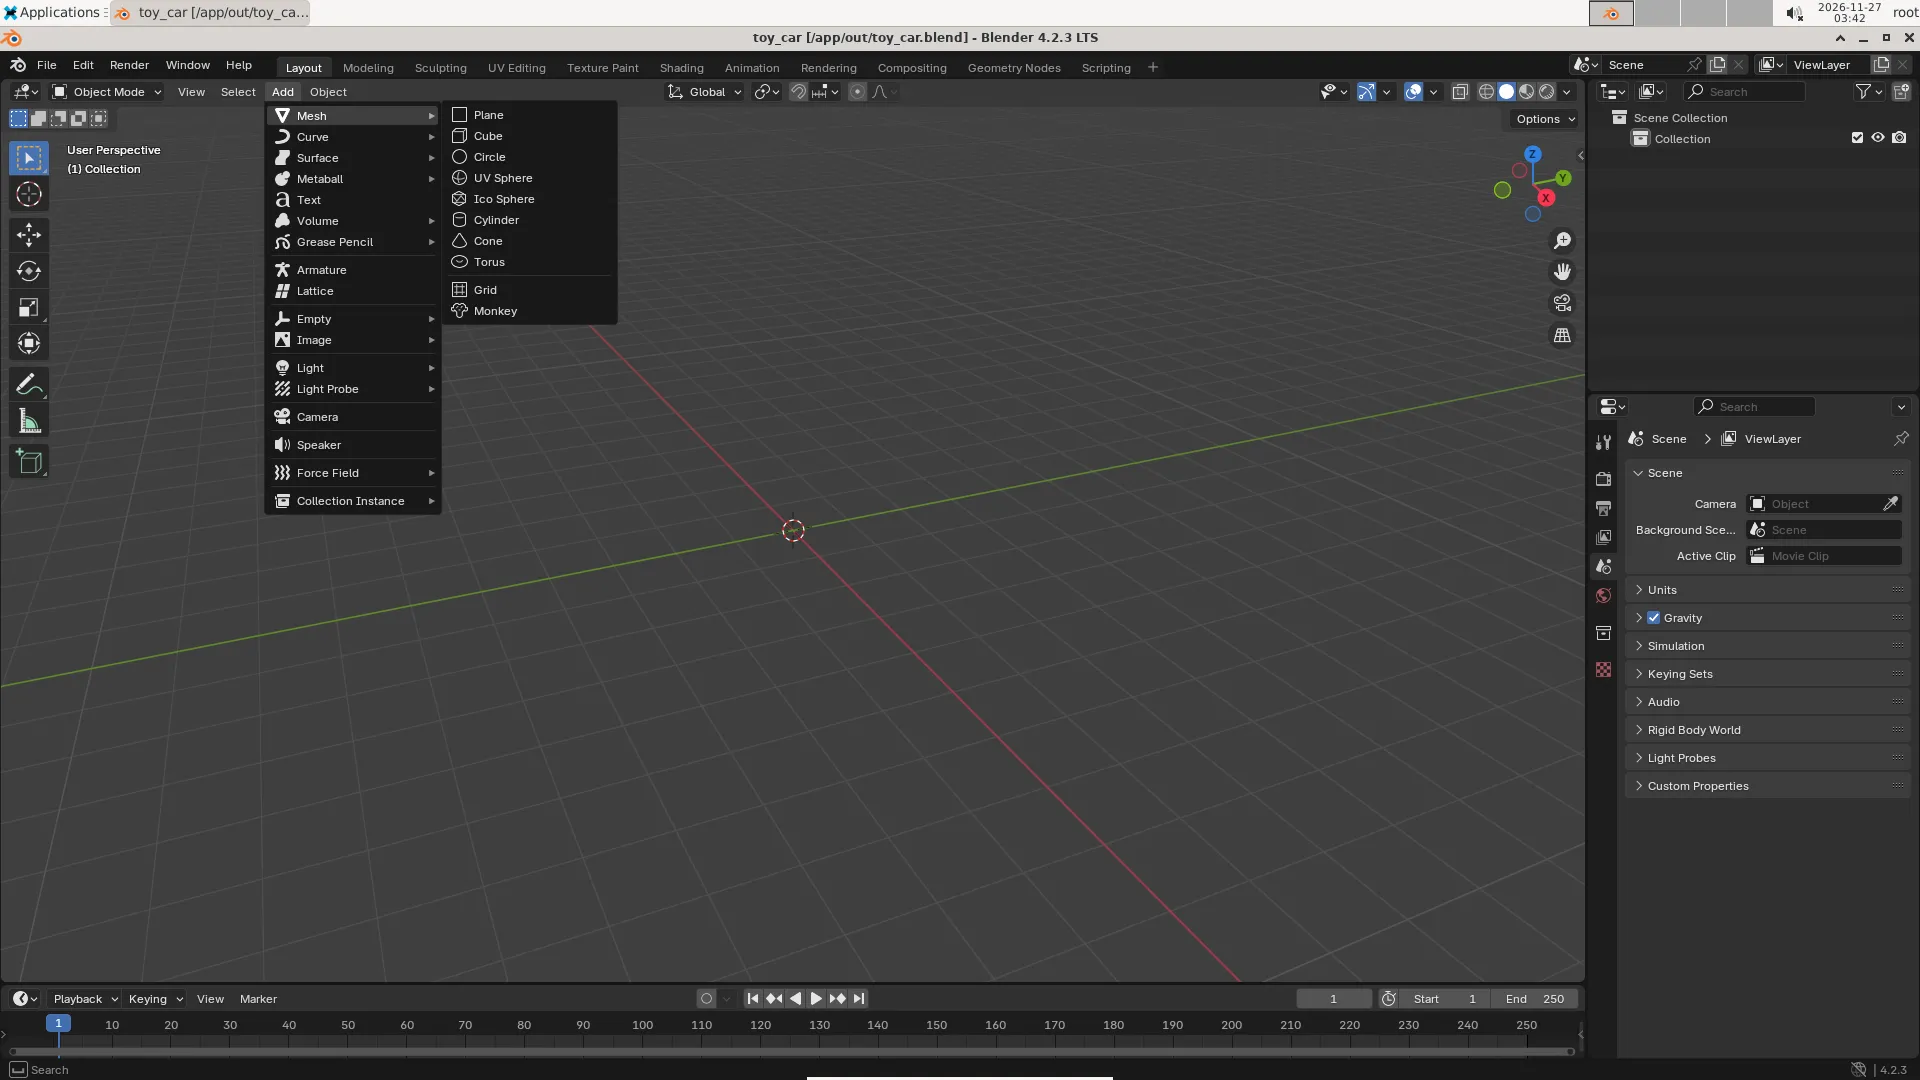 Applications
toy_car [/app/out/toy_ca...
2026-11-27
03:42
root
toy_car [/app/out/toy_car.blend] - Blender 4.2.3 LTS
File
Edit
Render
Window
Help
Layout
Modeling
Sculpting
UV Editing
Texture Paint
Shading
Animation
Rendering
Compositing
Geometry Nodes
Scripting
+
Scene
ViewLayer
Object Mode
View
Select
Add
Object
Global
Search
Options
User Perspective
(1) Collection
Mesh
Curve
Surface
Metaball
Text
Volume
Grease Pencil
Armature
Lattice
Empty
Image
Light
Light Probe
Camera
Speaker
Force Field
Collection Instance
Plane
Cube
Circle
UV Sphere
Ico Sphere
Cylinder
Cone
Torus
Grid
Monkey
Z
Y
X
Scene Collection
Collection
Search
Scene
ViewLayer
Scene
Camera
Object
Background Sce...
Scene
Active Clip
Movie Clip
Units
Gravity
Simulation
Keying Sets
Audio
Rigid Body World
Light Probes
Custom Properties
Playback
Keying
View
Marker
1
Start 1
End 250
1 10 20 30 40 50 60 70 80 90 100 110 120 130 140 150 160 170 180 190 200 210 220 230 240 250
Search
4.2.3